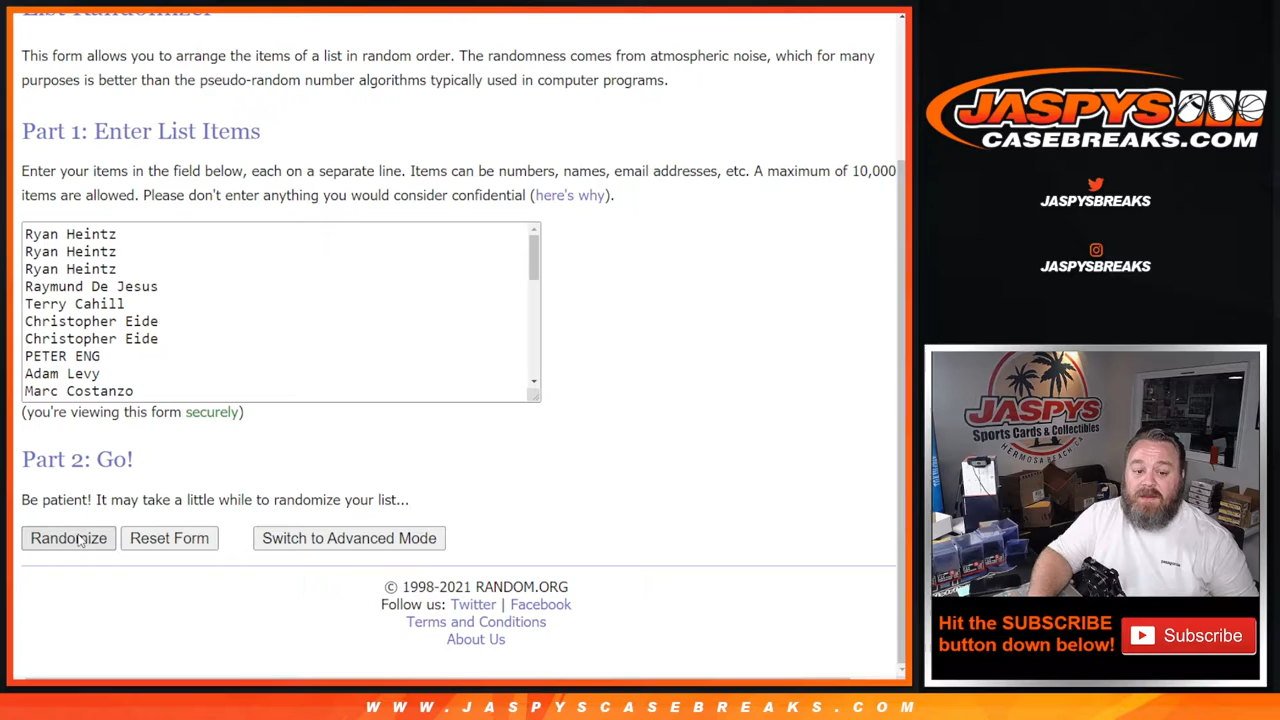 List Randomizer
This form allows you to arrange the items of a list in random order. The randomness comes from atmospheric noise, which for many
purposes is better than the pseudo-random number algorithms typically used in computer programs.
Part 1: Enter List Items
Enter your items in the field below, each on a separate line. Items can be numbers, names, email addresses, etc. A maximum of 10,000
items are allowed. Please don't enter anything you would consider confidential (here's why).
Ryan Heintz
Ryan Heintz
Ryan Heintz
Raymund De Jesus
Terry Cahill
Christopher Eide
Christopher Eide
PETER ENG
Adam Levy
Marc Costanzo
(you're viewing this form securely)
Part 2: Go!
Be patient! It may take a little while to randomize your list...
Randomize
Reset Form
Switch to Advanced Mode
© 1998-2021 RANDOM.ORG
Follow us: Twitter | Facebook
Terms and Conditions
About Us
JASPYS
CASEBREAKS.COM
JASPYSBREAKS
JASPYSBREAKS
JASPYS
Sports Cards & Collectibles
HERMOSA BEACH, CA
patagonia
Hit the SUBSCRIBE
button down below!
Subscribe
WWW.JASPYSCASEBREAKS.COM